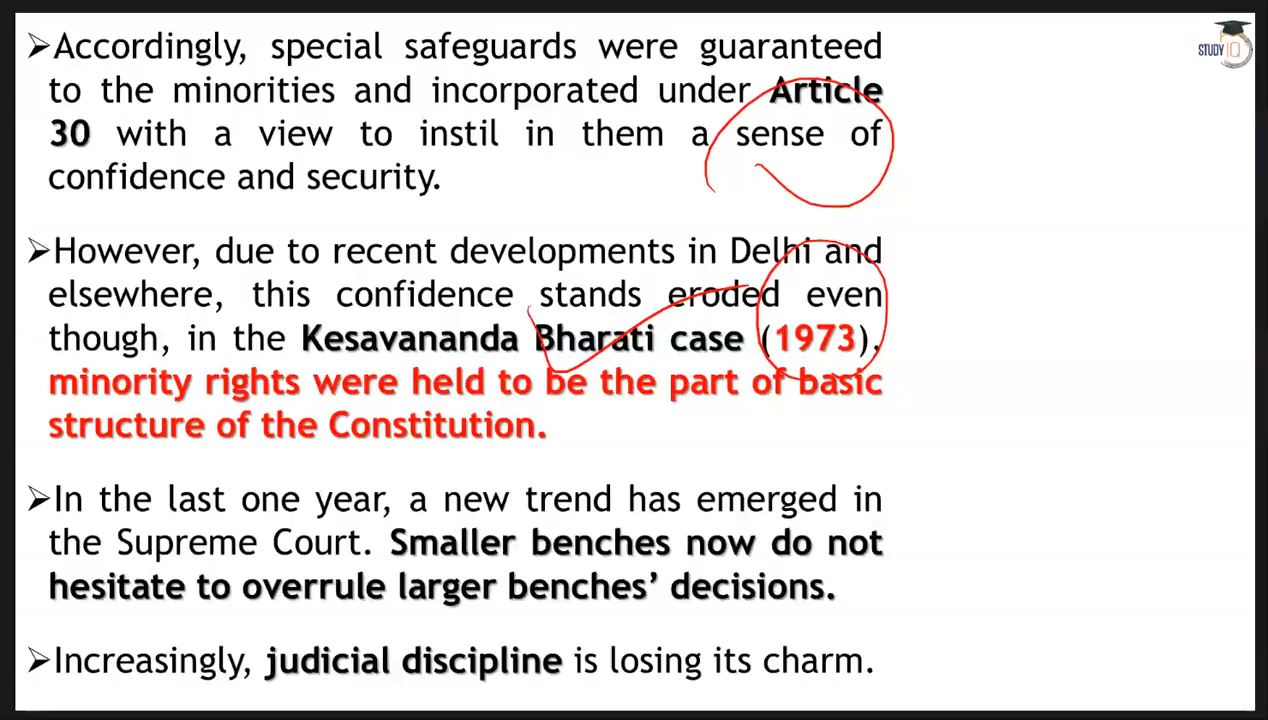 ➢Accordingly, special safeguards were guaranteed
to the minorities and incorporated under Article
30 with a view to instil in them a sense of
confidence and security.
➢However, due to recent developments in Delhi and
elsewhere, this confidence stands eroded even
though, in the Kesavananda Bharati case (1973).
minority rights were held to be the part of basic
structure of the Constitution.
➢In the last one year, a new trend has emerged in
the Supreme Court. Smaller benches now do not
hesitate to overrule larger benches’ decisions.
➢Increasingly, judicial discipline is losing its charm.
STUDY IQ